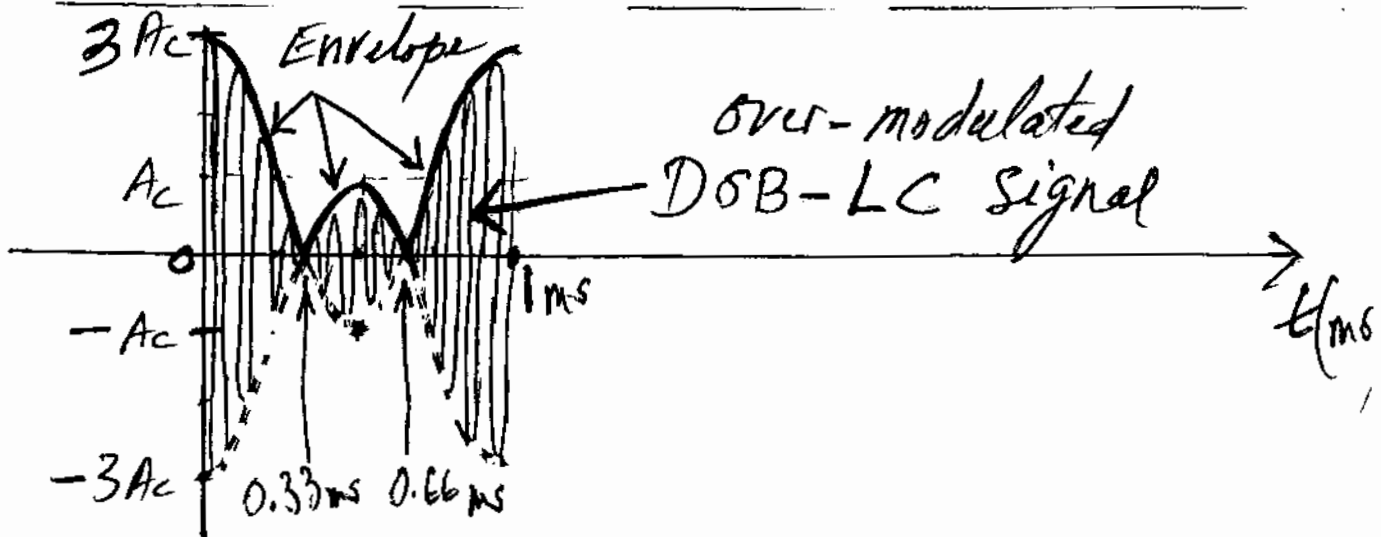 3Ac
Envelope
over-modulated
DSB-LC Signal
Ac
0
1ms
t(ms
-Ac
-3Ac
0.33ms 0.66ms